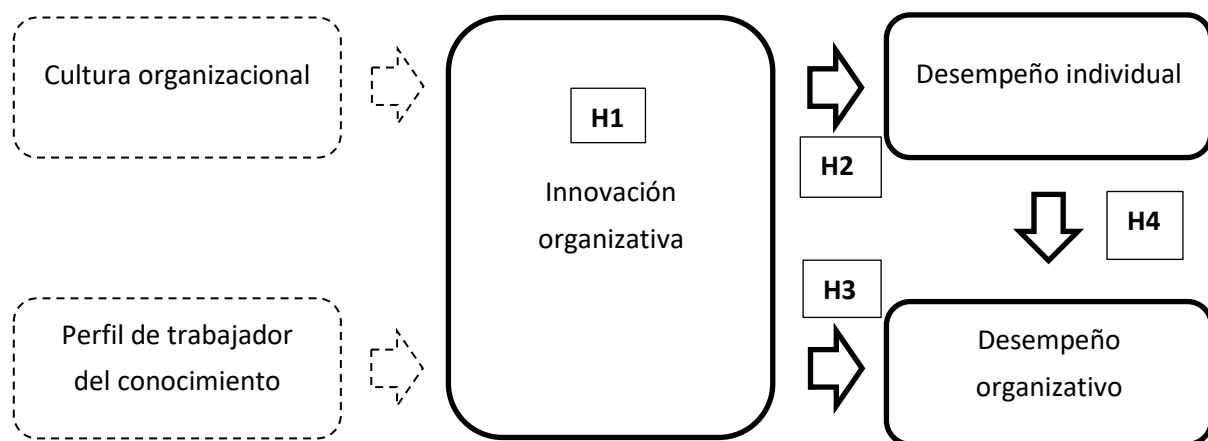 Cultura organizacional
Perfil de trabajador
del conocimiento
H1
Innovación
organizativa
H2
H3
Desempeño individual
H4
Desempeño
organizativo